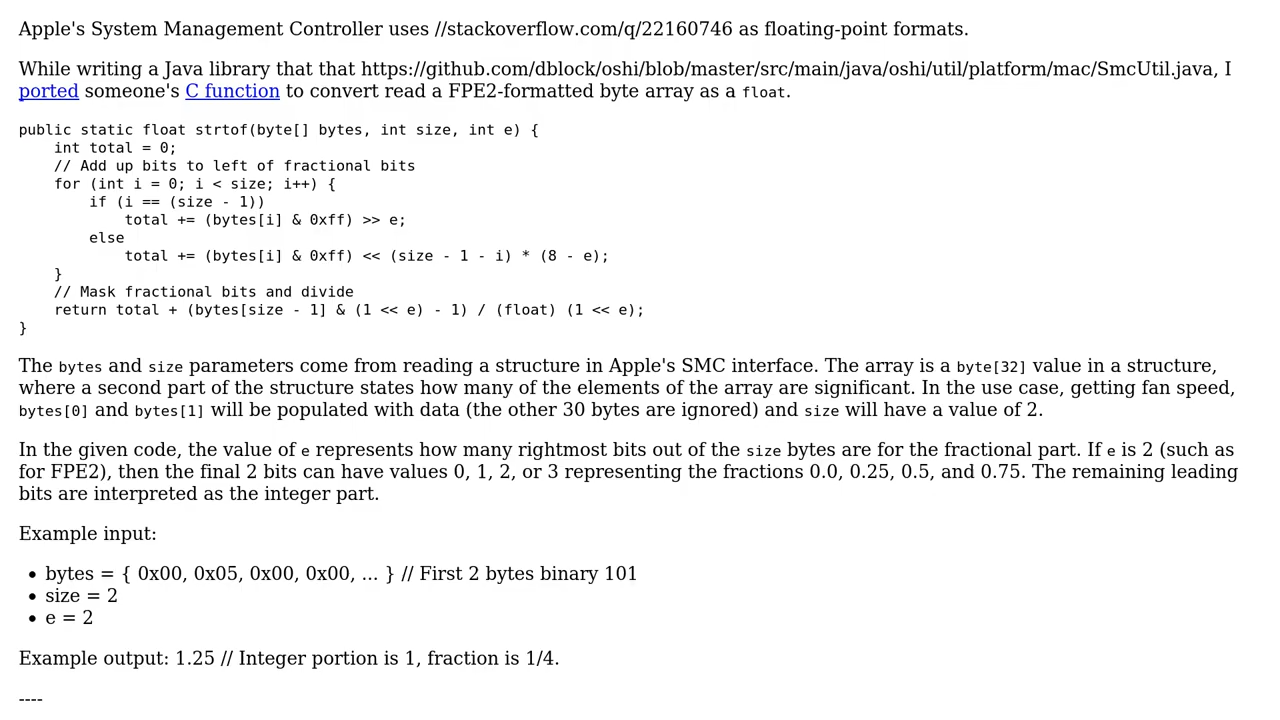 Apple's System Management Controller uses //stackoverflow.com/q/22160746 as floating-point formats.
While writing a Java library that that https://github.com/dblock/oshi/blob/master/src/main/java/oshi/util/platform/mac/SmcUtil.java, I
ported someone's C function to convert read a FPE2-formatted byte array as a float.
public static float strtof(byte[] bytes, int size, int e) {
    int total = 0;
    // Add up bits to left of fractional bits
    for (int i = 0; i < size; i++) {
        if (i == (size - 1))
            total += (bytes[i] & 0xff) >> e;
        else
            total += (bytes[i] & 0xff) << (size - 1 - i) * (8 - e);
    }
    // Mask fractional bits and divide
    return total + (bytes[size - 1] & (1 << e) - 1) / (float) (1 << e);
}
The bytes and size parameters come from reading a structure in Apple's SMC interface. The array is a byte[32] value in a structure,
where a second part of the structure states how many of the elements of the array are significant. In the use case, getting fan speed,
bytes[0] and bytes[1] will be populated with data (the other 30 bytes are ignored) and size will have a value of 2.
In the given code, the value of e represents how many rightmost bits out of the size bytes are for the fractional part. If e is 2 (such as
for FPE2), then the final 2 bits can have values 0, 1, 2, or 3 representing the fractions 0.0, 0.25, 0.5, and 0.75. The remaining leading
bits are interpreted as the integer part.
Example input:
• bytes = { 0x00, 0x05, 0x00, 0x00, ... } // First 2 bytes binary 101
• size = 2
• e = 2
Example output: 1.25 // Integer portion is 1, fraction is 1/4.
----